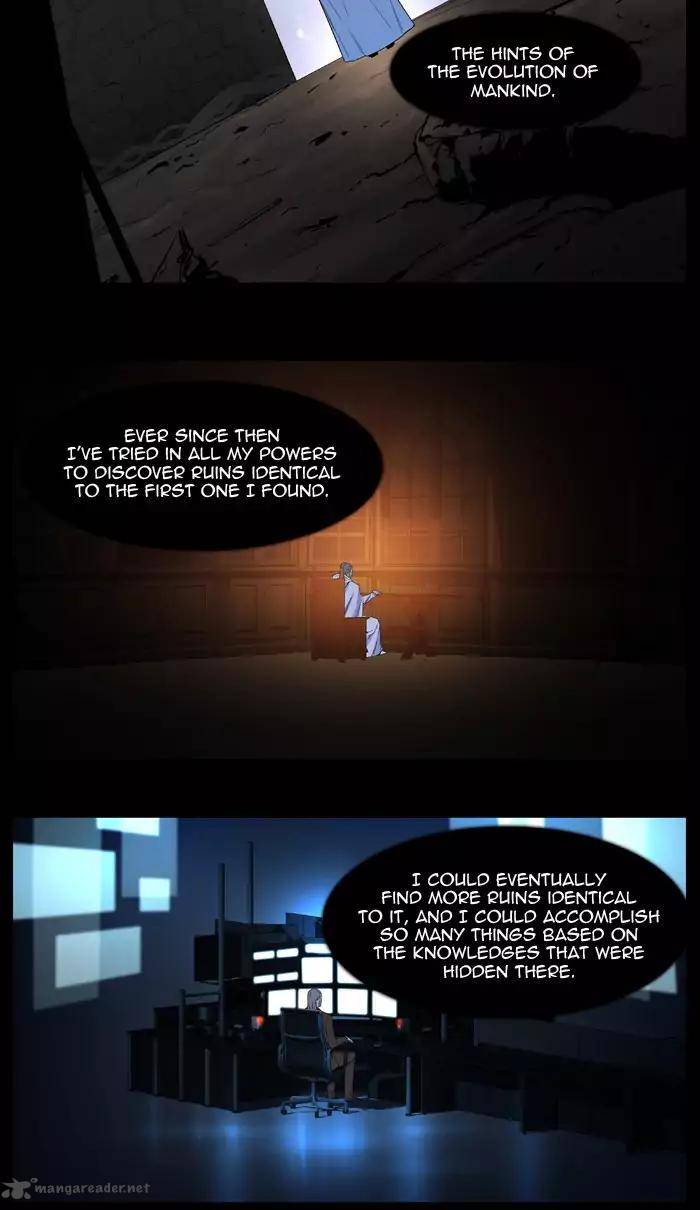 THE HINTS OF
THE EVOLUTION OF
MANKIND.
EVER SINCE THEN
I'VE TRIED IN ALL MY POWERS
TO DISCOVER RUINS IDENTICAL
TO THE FIRST ONE I FOUND.
I COULD EVENTUALLY
FIND MORE RUINS IDENTICAL
TO IT, AND I COULD ACCOMPLISH
SO MANY THINGS BASED ON
THE KNOWLEDGES THAT WERE
HIDDEN THERE.
mangareader.net